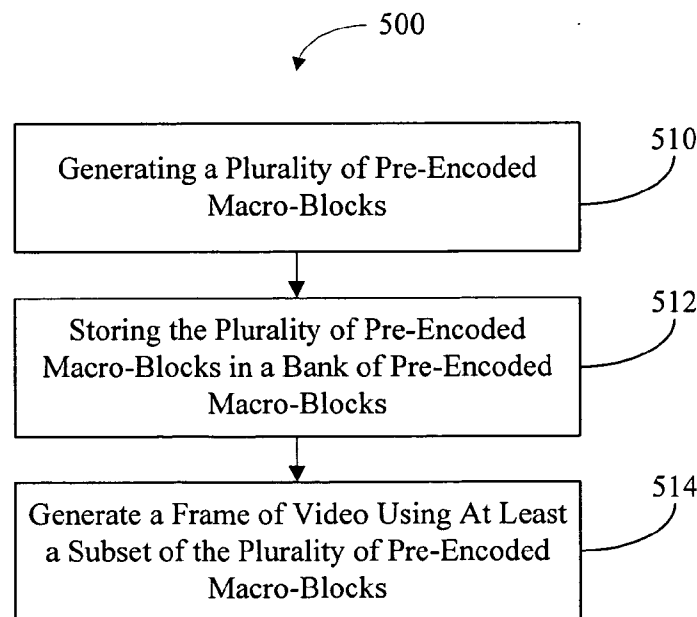 500
Generating a Plurality of Pre-Encoded
Macro-Blocks
510
Storing the Plurality of Pre-Encoded
Macro-Blocks in a Bank of Pre-Encoded
Macro-Blocks
512
Generate a Frame of Video Using At Least
a Subset of the Plurality of Pre-Encoded
Macro-Blocks
514